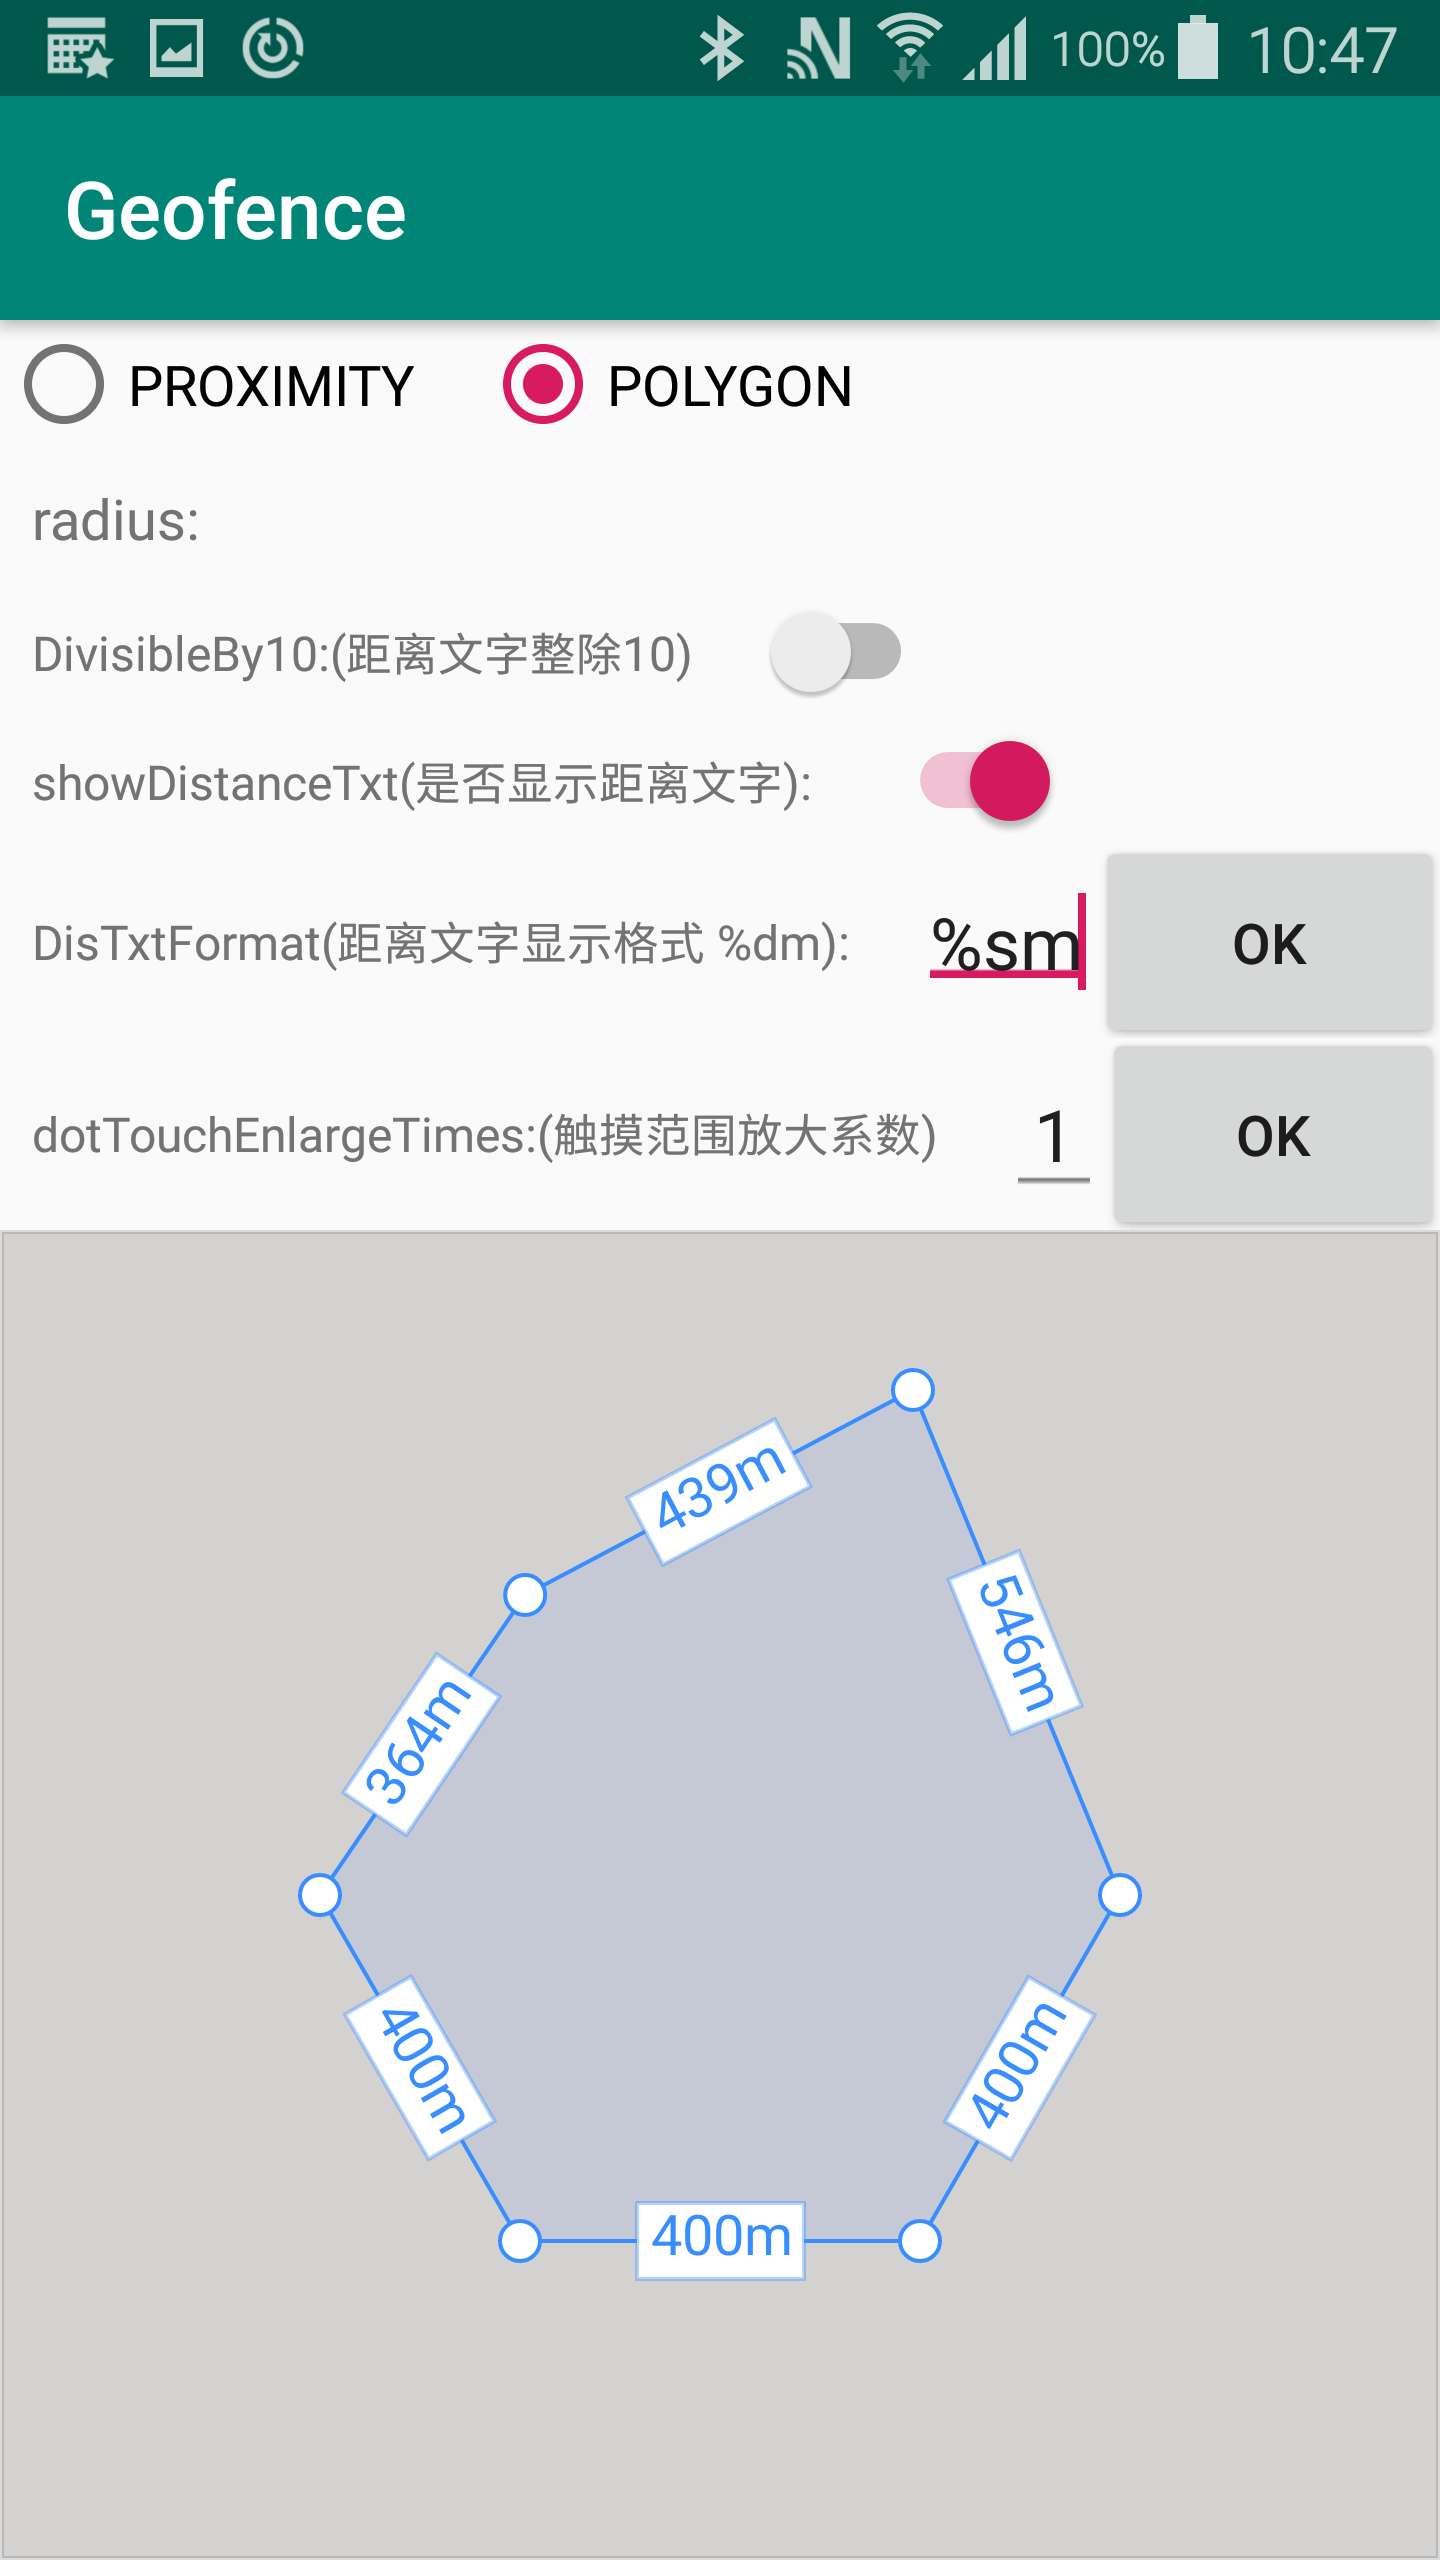 100% 10:47
Geofence
PROXIMITY POLYGON
radius:
DivisibleBy10:(距离文字整除10)
showDistanceTxt(是否显示距离文字):
DisTxtFormat(距离文字显示格式 %dm): %sm OK
dotTouchEnlargeTimes:(触摸范围放大系数) 1 OK
439m
546m
364m
400m
400m
400m